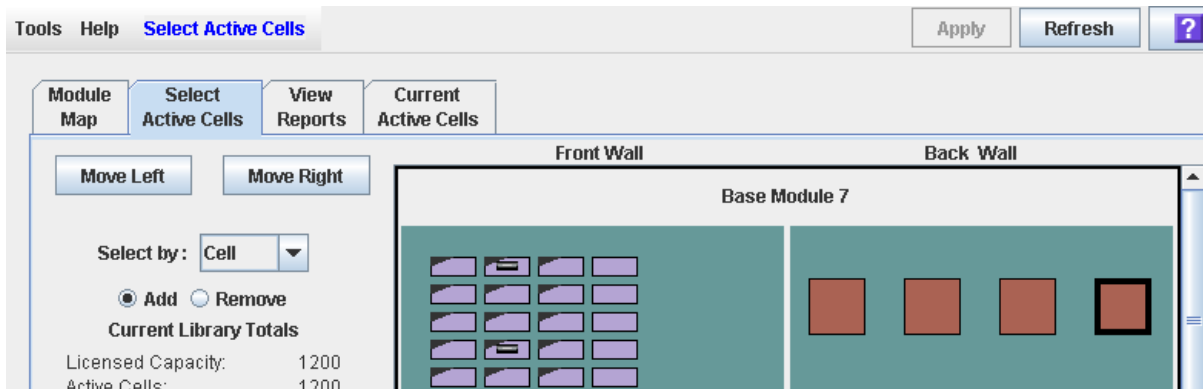 Tools Help Select Active Cells Apply Refresh ?
Module Map
Select Active Cells
View Reports
Current Active Cells
Move Left Move Right
Front Wall Back Wall
Base Module 7
Select by: Cell
Add Remove
Current Library Totals
Licensed Capacity: 1200
Active Cells: 1200